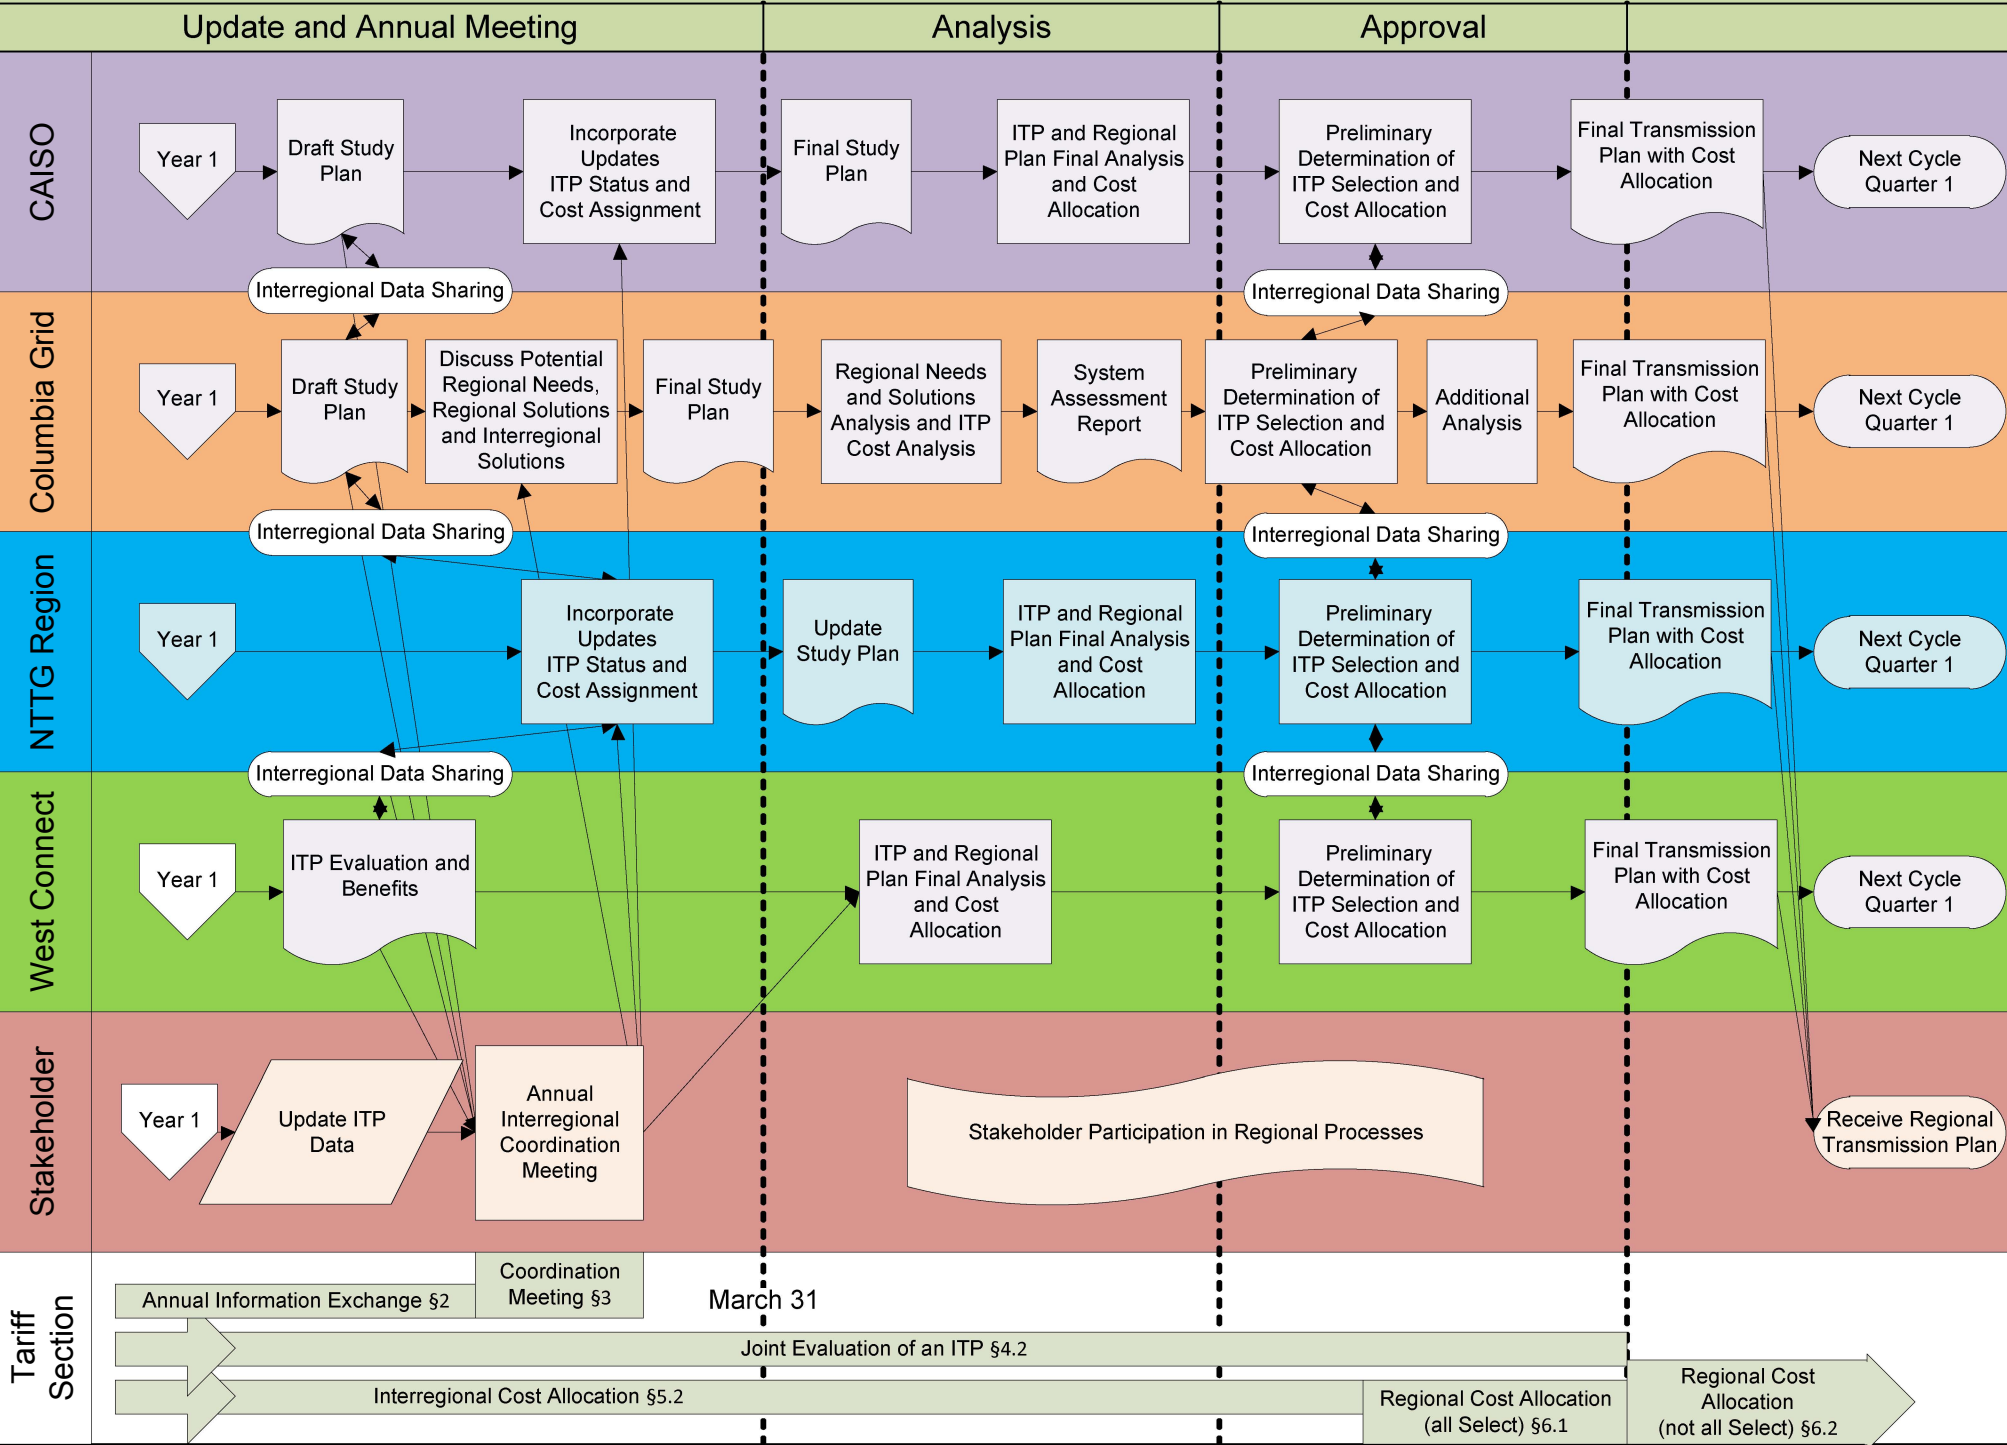 Update and Annual Meeting
Analysis
Approval
CAISO
Year 1
Draft Study
Plan
Incorporate
Updates
ITP Status and
Cost Assignment
Final Study
Plan
ITP and Regional
Plan Final Analysis
and Cost
Allocation
Preliminary
Determination of
ITP Selection and
Cost Allocation
Final Transmission
Plan with Cost
Allocation
Next Cycle
Quarter 1
Interregional Data Sharing
Interregional Data Sharing
Columbia Grid
Year 1
Draft Study
Plan
Discuss Potential
Regional Needs,
Regional Solutions
and Interregional
Solutions
Final Study
Plan
Regional Needs
and Solutions
Analysis and ITP
Cost Analysis
System
Assessment
Report
Preliminary
Determination of
ITP Selection and
Cost Allocation
Additional
Analysis
Final Transmission
Plan with Cost
Allocation
Next Cycle
Quarter 1
Interregional Data Sharing
Interregional Data Sharing
NTTG Region
Year 1
Incorporate
Updates
ITP Status and
Cost Assignment
Update
Study Plan
ITP and Regional
Plan Final Analysis
and Cost
Allocation
Preliminary
Determination of
ITP Selection and
Cost Allocation
Final Transmission
Plan with Cost
Allocation
Next Cycle
Quarter 1
Interregional Data Sharing
Interregional Data Sharing
West Connect
Year 1
ITP Evaluation and
Benefits
ITP and Regional
Plan Final Analysis
and Cost
Allocation
Preliminary
Determination of
ITP Selection and
Cost Allocation
Final Transmission
Plan with Cost
Allocation
Next Cycle
Quarter 1
Stakeholder
Year 1
Update ITP
Data
Annual
Interregional
Coordination
Meeting
Stakeholder Participation in Regional Processes
Receive Regional
Transmission Plan
Tariff
Section
Annual Information Exchange §2
Coordination
Meeting §3
March 31
Joint Evaluation of an ITP §4.2
Interregional Cost Allocation §5.2
Regional Cost Allocation
(all Select) §6.1
Regional Cost
Allocation
(not all Select) §6.2